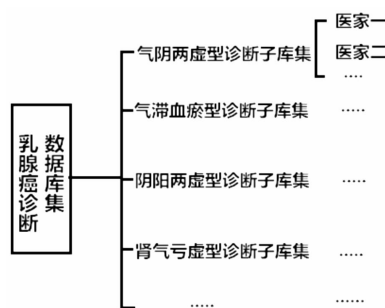 医家一
气阴两虚型诊断子库集
医家二
....
气滞血瘀型诊断子库集
.....
乳腺癌诊断
数据库集
阴阳两虚型诊断子库集
.....
肾气亏虚型诊断子库集
.....
.....
......